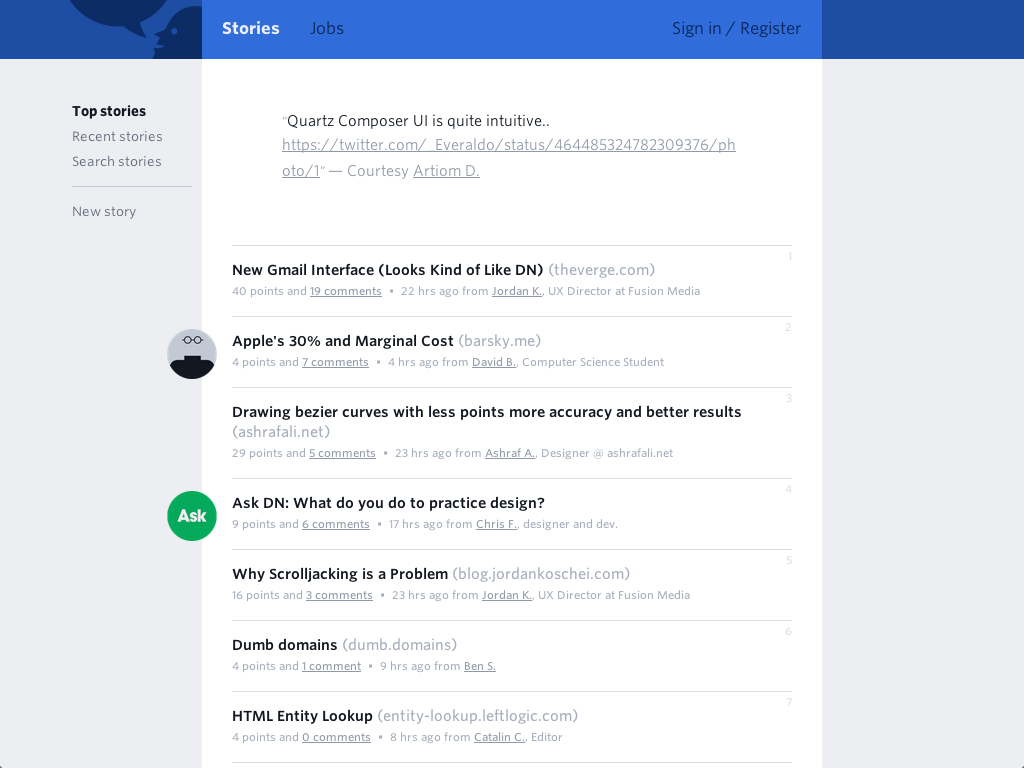 Stories Jobs Sign in / Register
Top stories
Recent stories
Search stories
New story
"Quartz Composer UI is quite intuitive..
https://twitter.com/_Everaldo/status/464485324782309376/ph
oto/1" — Courtesy Artiom D.
1
New Gmail Interface (Looks Kind of Like DN) (theverge.com)
40 points and 19 comments • 22 hrs ago from Jordan K., UX Director at Fusion Media
2
Apple's 30% and Marginal Cost (barsky.me)
4 points and 7 comments • 4 hrs ago from David B., Computer Science Student
3
Drawing bezier curves with less points more accuracy and better results
(ashrafali.net)
29 points and 5 comments • 23 hrs ago from Ashraf A., Designer @ ashrafali.net
4
Ask
Ask DN: What do you do to practice design?
9 points and 6 comments • 17 hrs ago from Chris F., designer and dev.
5
Why Scrolljacking is a Problem (blog.jordankoschei.com)
16 points and 3 comments • 23 hrs ago from Jordan K., UX Director at Fusion Media
6
Dumb domains (dumb.domains)
4 points and 1 comment • 9 hrs ago from Ben S.
7
HTML Entity Lookup (entity-lookup.leftlogic.com)
4 points and 0 comments • 8 hrs ago from Catalin C., Editor